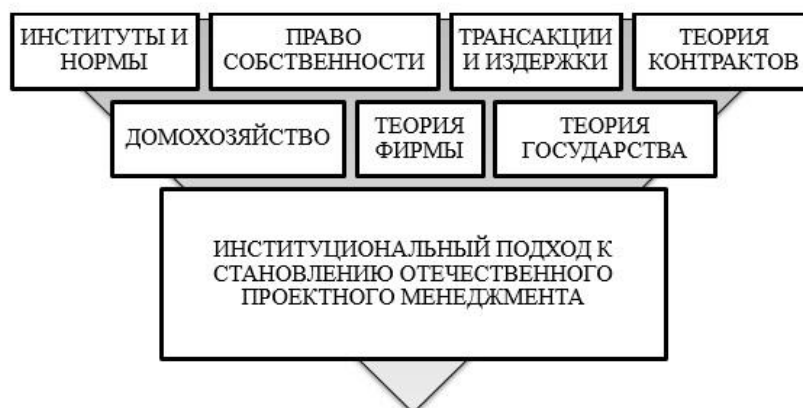 ИНСТИТУТЫ И
НОРМЫ
ПРАВО
СОБСТВЕННОСТИ
ТРАНСАКЦИИ
И ИЗДЕРЖКИ
ТЕОРИЯ
КОНТРАКТОВ
ДОМОХОЗЯЙСТВО
ТЕОРИЯ
ФИРМЫ
ТЕОРИЯ
ГОСУДАРСТВА
ИНСТИТУЦИОНАЛЬНЫЙ ПОДХОД К
СТАНОВЛЕНИЮ ОТЕЧЕСТВЕННОГО
ПРОЕКТНОГО МЕНЕДЖМЕНТА